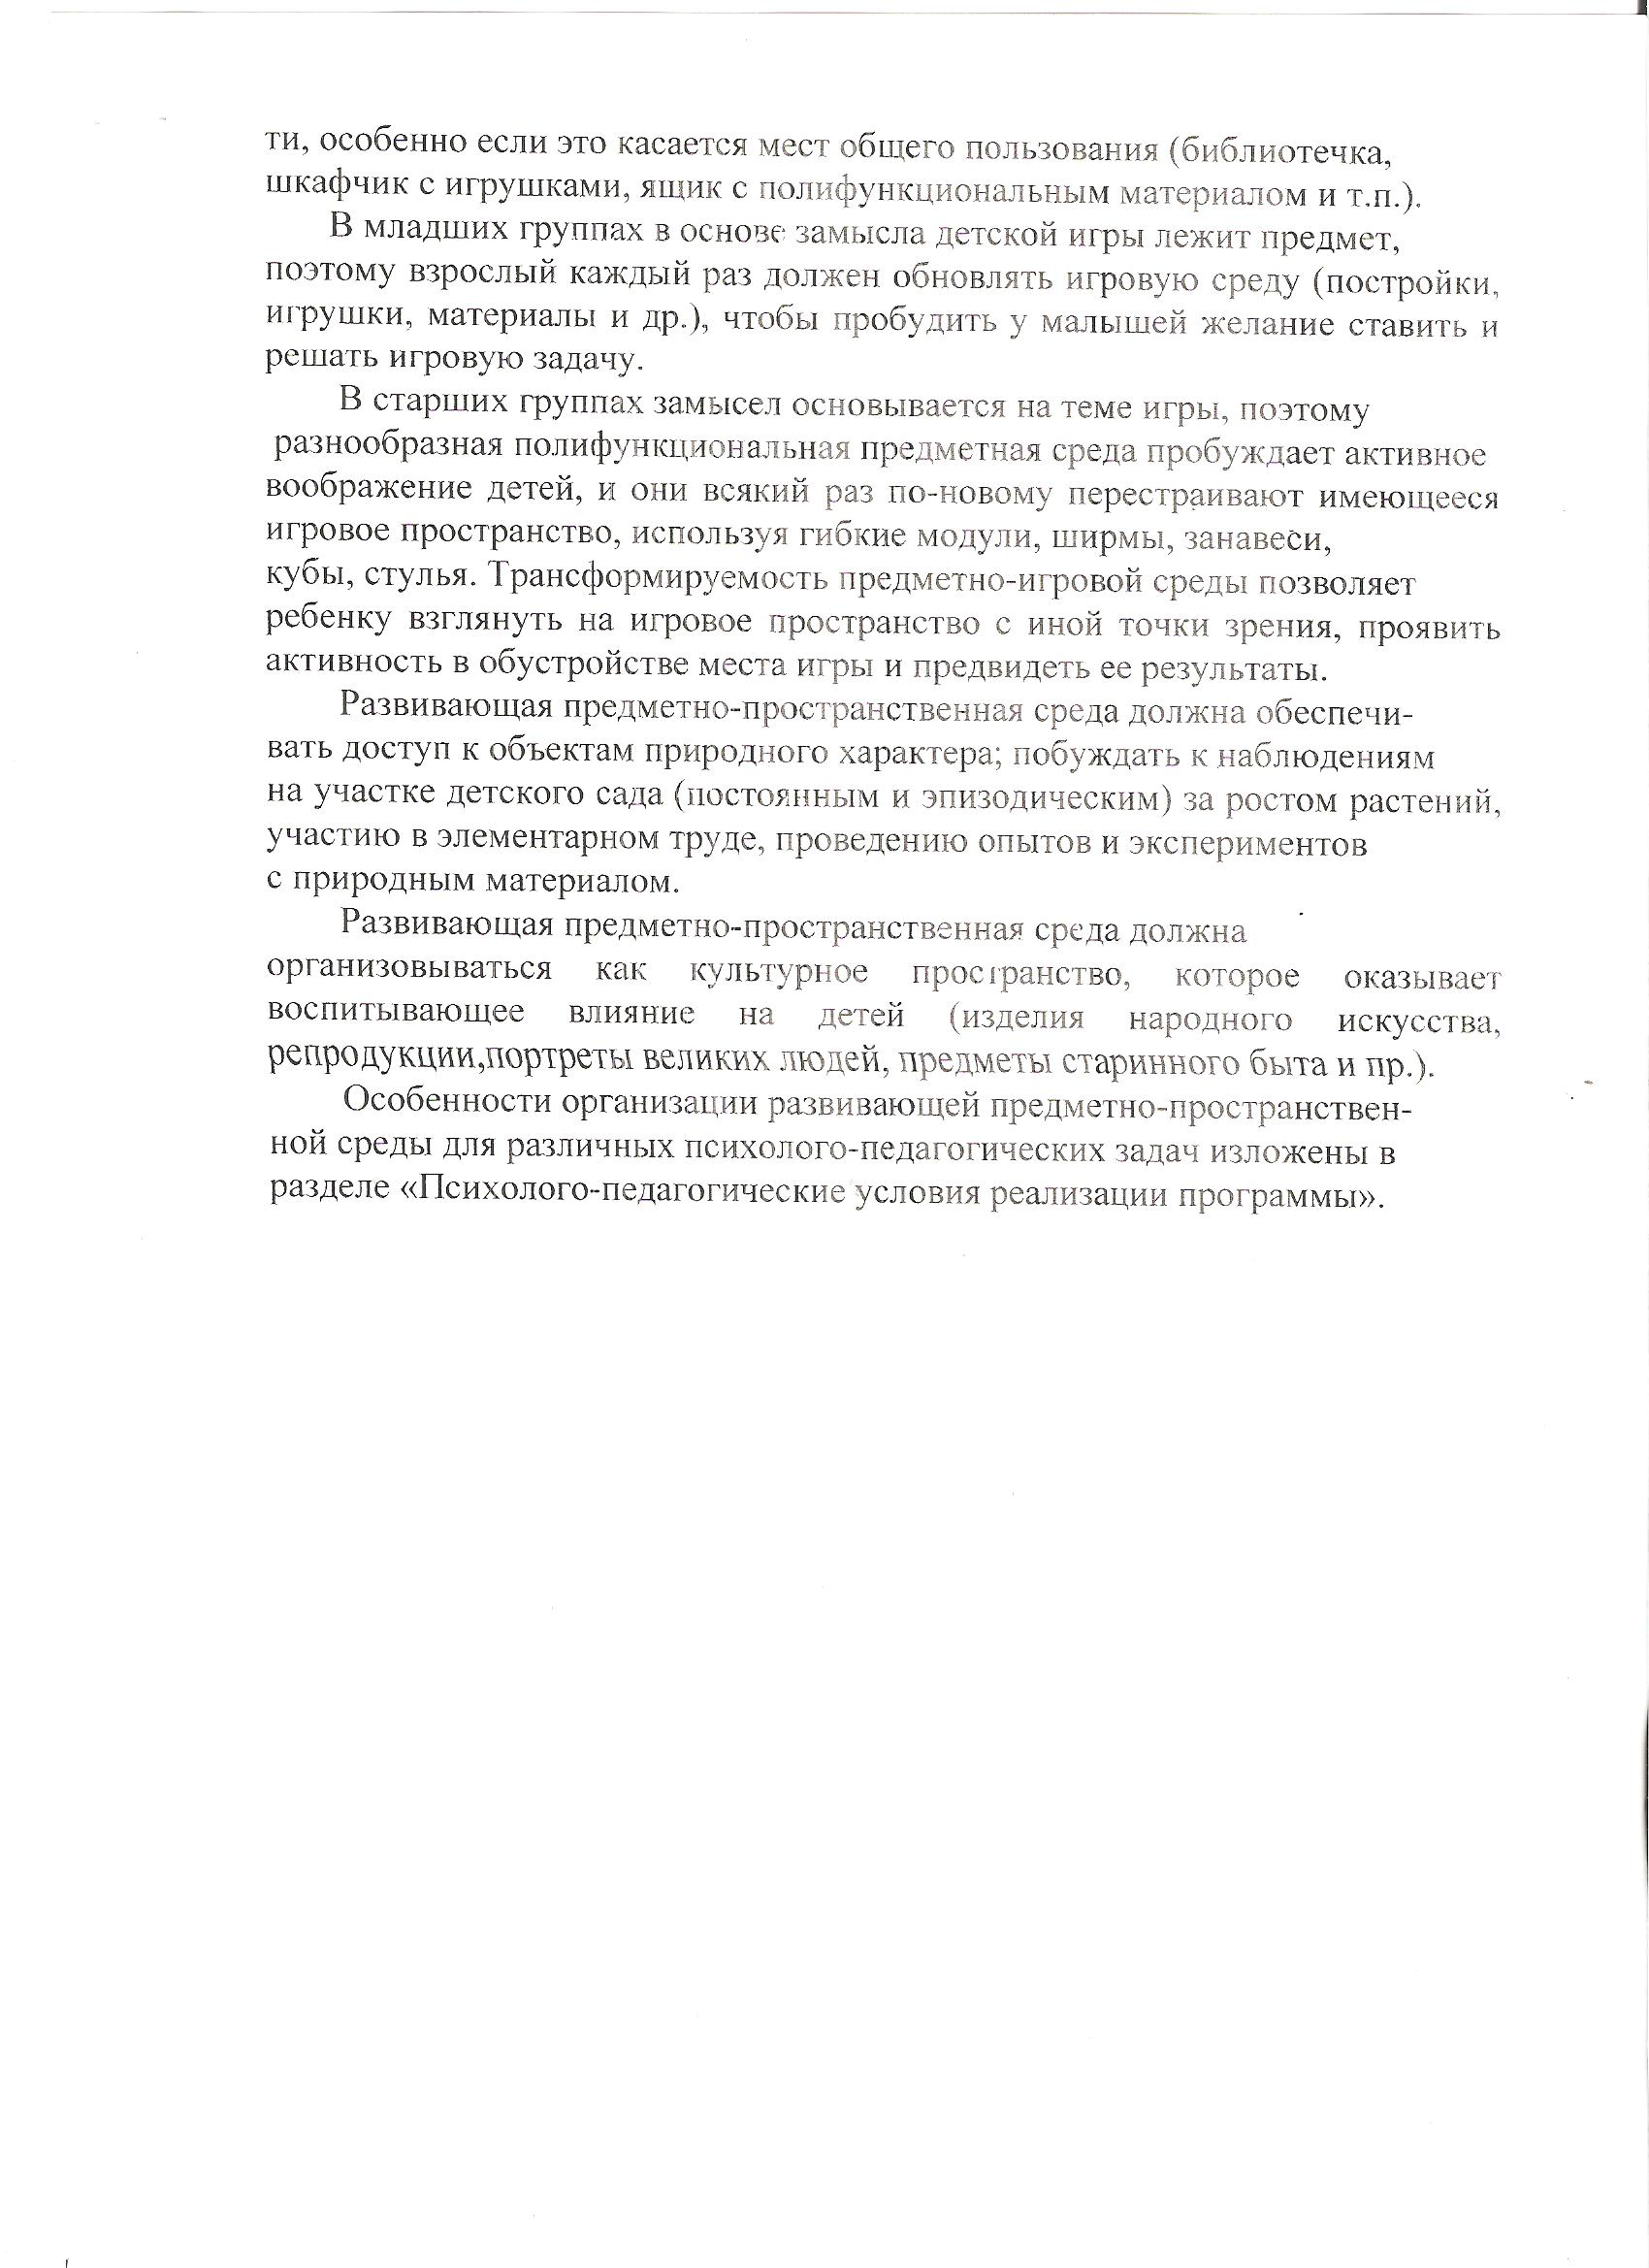 ти, особенно если это касается мест общего пользования (библиотечка,
шкафчик с игрушками, ящик с полифункциональным материалом и т.п.).
В младших группах в основе замысла детской игры лежит предмет,
поэтому взрослый каждый раз должен обновлять игровую среду (постройки,
игрушки, материалы и др.), чтобы пробудить у малышей желание ставить и
решать игровую задачу.
В старших группах замысел основывается на теме игры, поэтому
разнообразная полифункциональная предметная среда пробуждает активное
воображение детей, и они всякий раз по-новому перестраивают имеющееся
игровое пространство, используя гибкие модули, ширмы, занавеси,
кубы, стулья. Трансформируемость предметно-игровой среды позволяет
ребенку взглянуть на игровое пространство с иной точки зрения, проявить
активность в обустройстве места игры и предвидеть ее результаты.
Развивающая предметно-пространственная среда должна обеспечи-
вать доступ к объектам природного характера; побуждать к наблюдениям
на участке детского сада (постоянным и эпизодическим) за ростом растений,
участию в элементарном труде, проведению опытов и экспериментов
с природным материалом.
Развивающая предметно-пространственная среда должна
организовываться как культурное пространство, которое оказывает
воспитывающее влияние на детей (изделия народного искусства,
репродукции,портреты великих людей, предметы старинного быта и пр.).
Особенности организации развивающей предметно-пространствен-
ной среды для различных психолого-педагогических задач изложены в
разделе «Психолого-педагогические условия реализации программы».